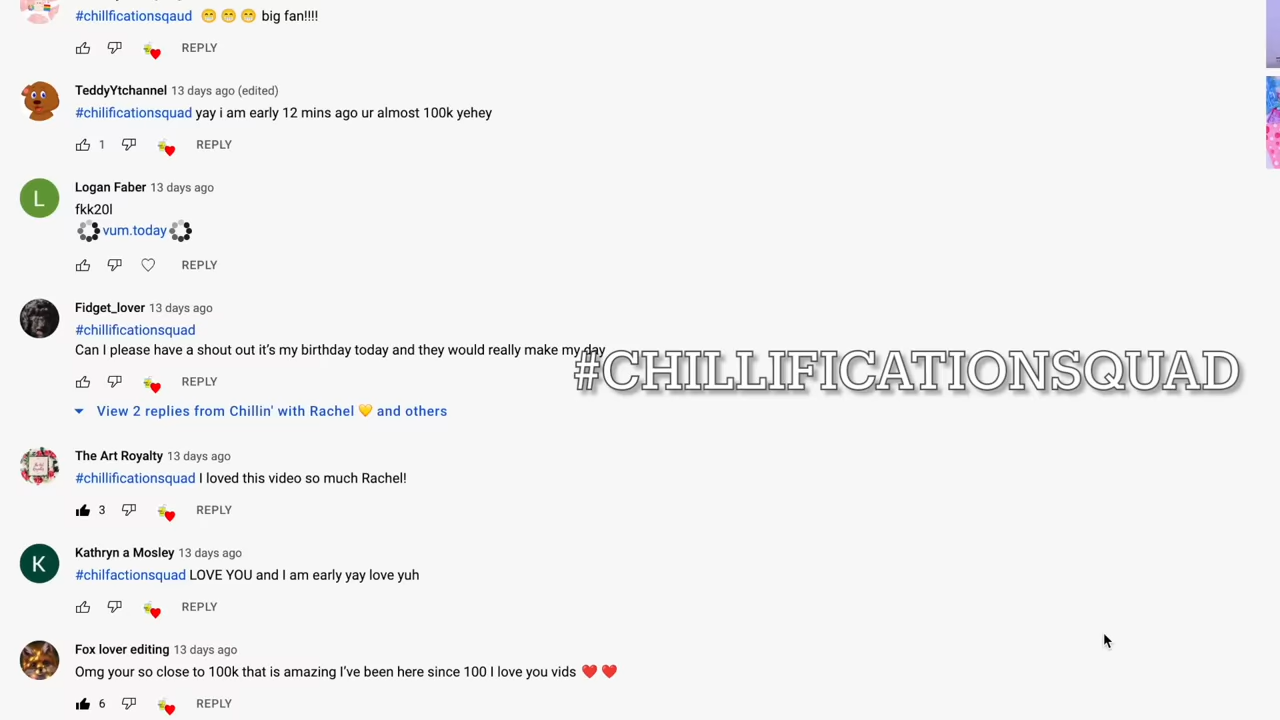 #chillficationsqaud 😁 😁 😁 big fan!!!!
REPLY
TeddyYtchannel 13 days ago (edited)
#chilificationsquad yay i am early 12 mins ago ur almost 100k yehey
1 REPLY
L
Logan Faber 13 days ago
fkk20l
vum.today
REPLY
Fidget_lover 13 days ago
#chillificationsquad
Can I please have a shout out it’s my birthday today and they would really make my day
#CHILLIFICATIONSQUAD
REPLY
View 2 replies from Chillin' with Rachel 💛 and others
The Art Royalty 13 days ago
#chillificationsquad I loved this video so much Rachel!
3 REPLY
K
Kathryn a Mosley 13 days ago
#chilfactionsquad LOVE YOU and I am early yay love yuh
REPLY
Fox lover editing 13 days ago
Omg your so close to 100k that is amazing I’ve been here since 100 I love you vids ❤️ ❤️
6 REPLY